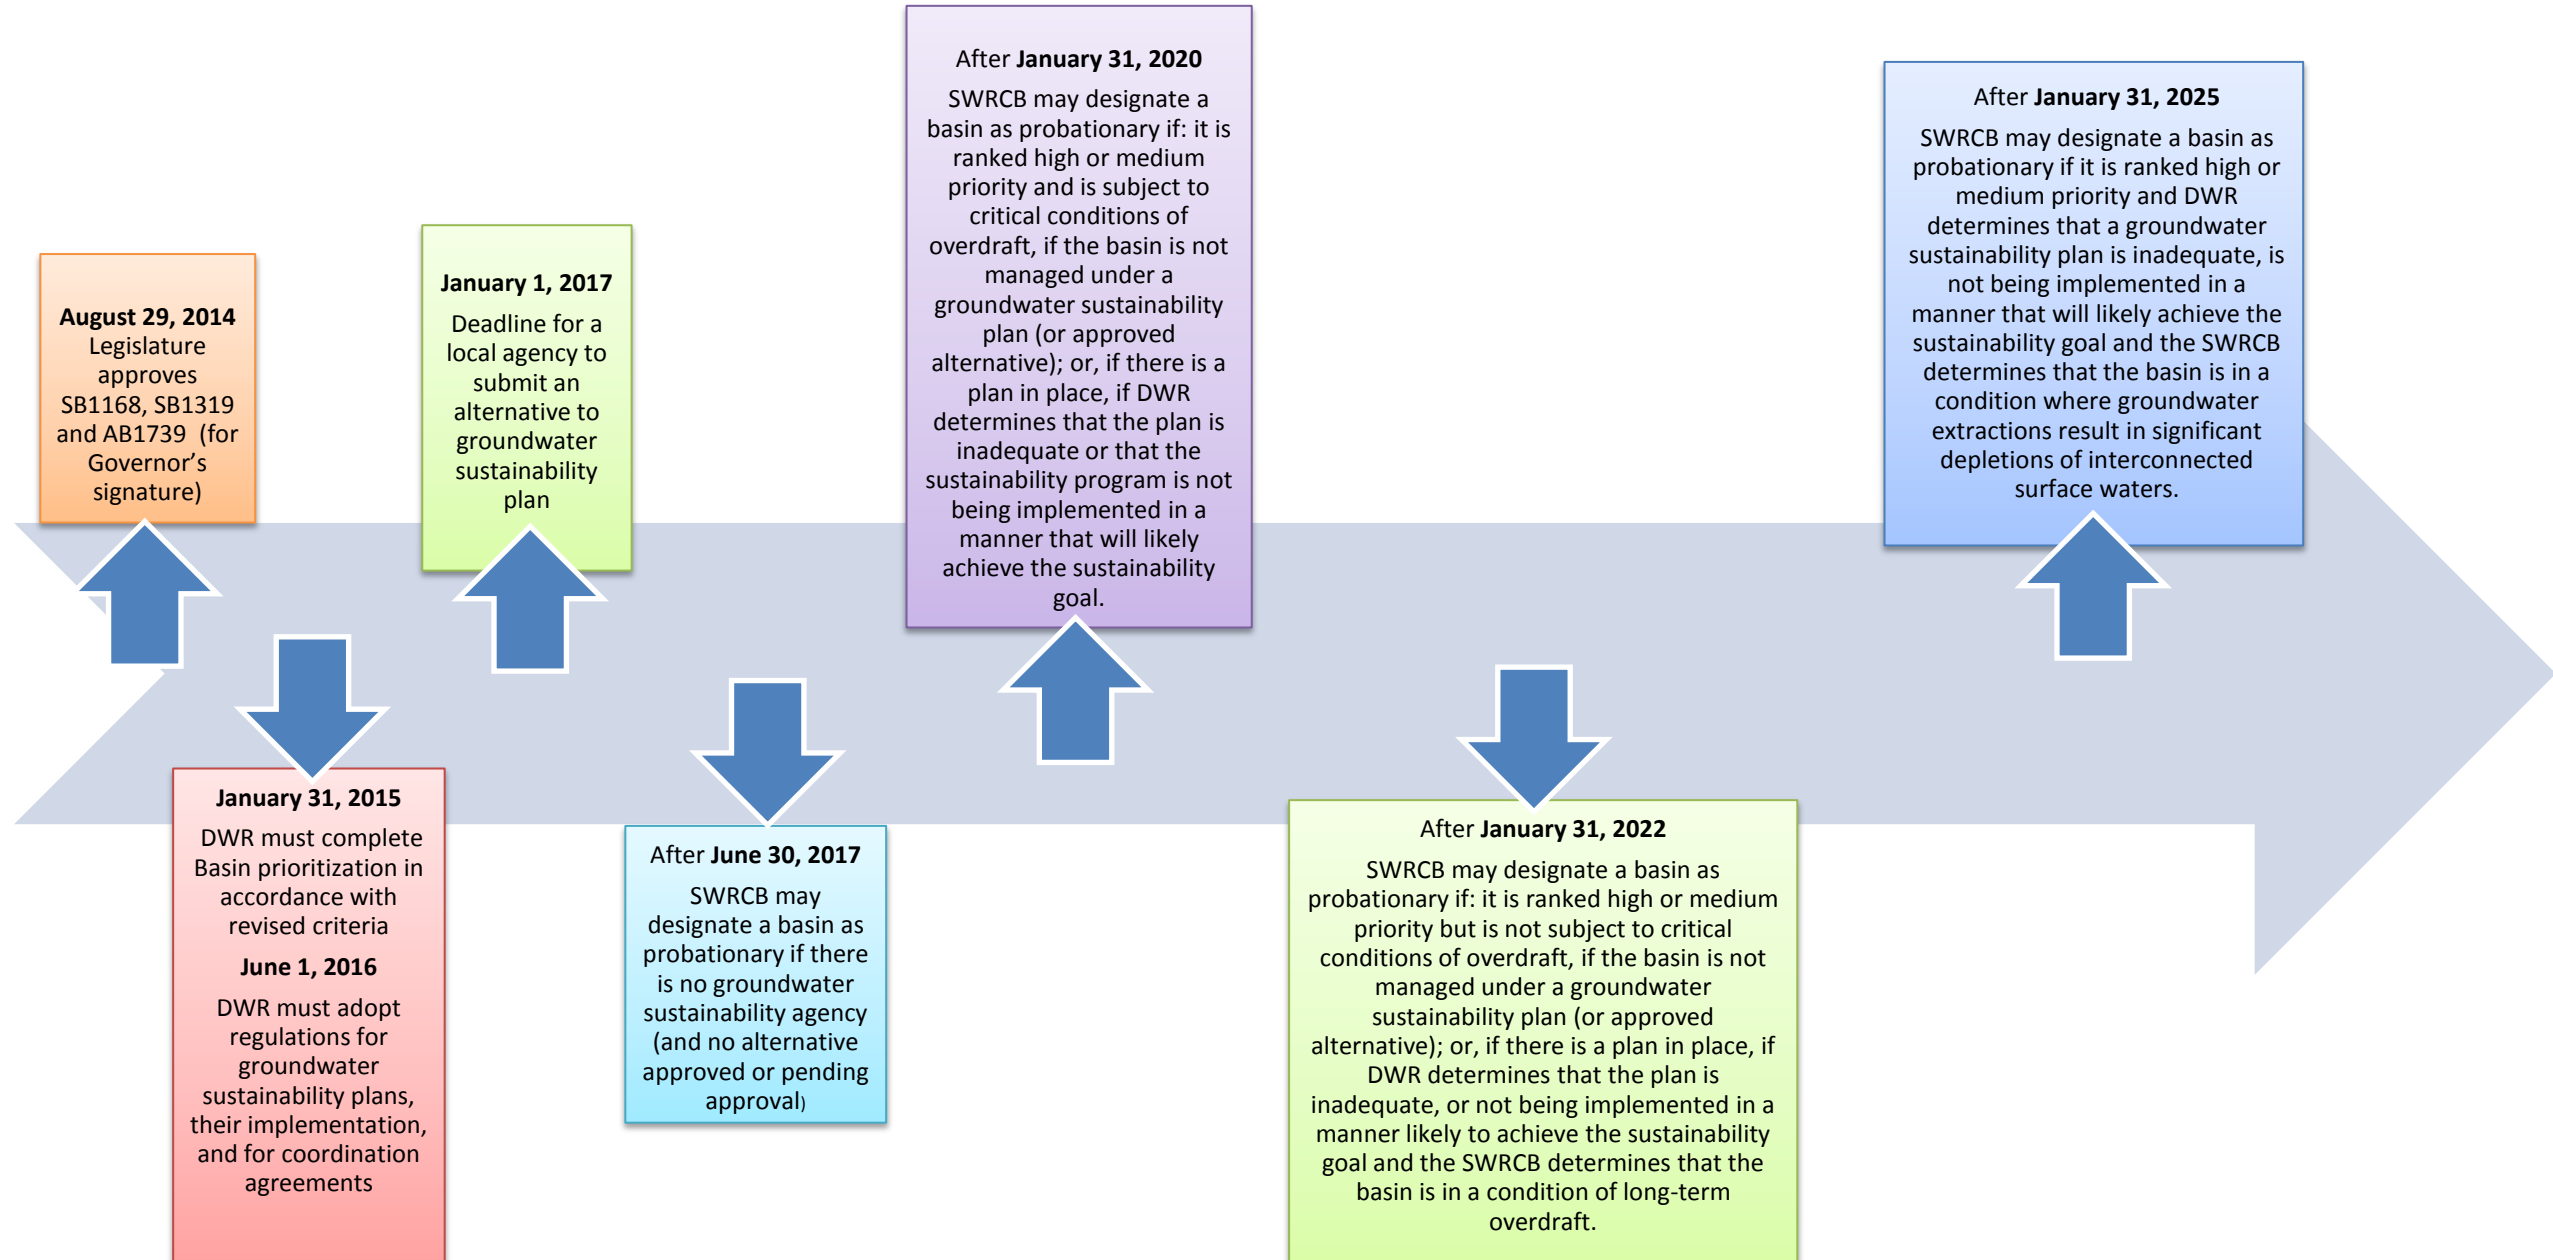 August 29, 2014
Legislature
approves
SB1168, SB1319
and AB1739  (for
Governor’s
signature)
January 31, 2015
DWR must complete
Basin prioritization in
accordance with
revised criteria
June 1, 2016
DWR must adopt
regulations for
groundwater
sustainability plans,
their implementation,
and for coordination
agreements
January 1, 2017
Deadline for a
local agency to
submit an
alternative to
groundwater
sustainability
plan
After June 30, 2017
SWRCB may
designate a basin as
probationary if there
is no groundwater
sustainability agency
(and no alternative
approved or pending
approval)
After January 31, 2020
SWRCB may designate a
basin as probationary if: it is
ranked high or medium
priority and is subject to
critical conditions of
overdraft, if the basin is not
managed under a
groundwater sustainability
plan (or approved
alternative); or, if there is a
plan in place, if DWR
determines that the plan is
inadequate or that the
sustainability program is not
being implemented in a
manner that will likely
achieve the sustainability
goal.
After January 31, 2022
SWRCB may designate a basin as
probationary if: it is ranked high or medium
priority but is not subject to critical
conditions of overdraft, if the basin is not
managed under a groundwater
sustainability plan (or approved
alternative); or, if there is a plan in place, if
DWR determines that the plan is
inadequate, or not being implemented in a
manner likely to achieve the sustainability
goal and the SWRCB determines that the
basin is in a condition of long-term
overdraft.
After January 31, 2025
SWRCB may designate a basin as
probationary if it is ranked high or
medium priority and DWR
determines that a groundwater
sustainability plan is inadequate, is
not being implemented in a
manner that will likely achieve the
sustainability goal and the SWRCB
determines that the basin is in a
condition where groundwater
extractions result in significant
depletions of interconnected
surface waters.